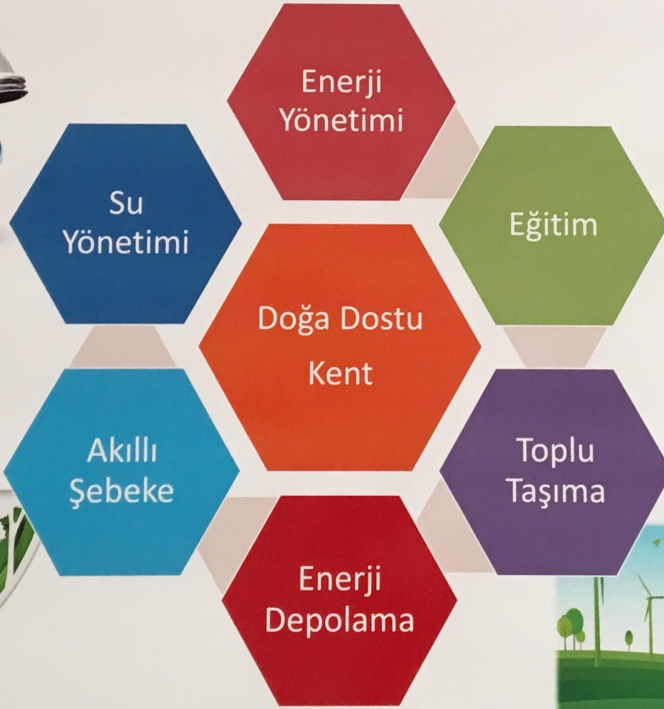 Enerji
Yönetimi
Su
Yönetimi
Eğitim
Doğa Dostu
Kent
Akıllı
Şebeke
Toplu
Taşıma
Enerji
Depolama